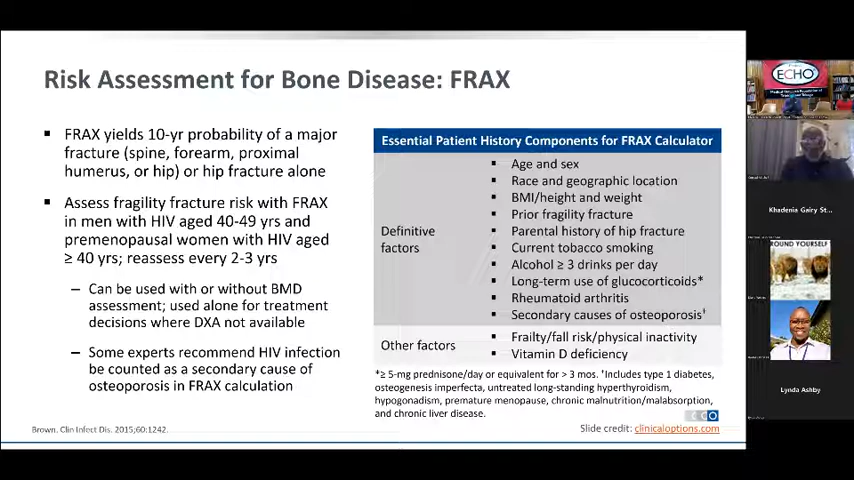 Risk Assessment for Bone Disease: FRAX
▪ FRAX yields 10-yr probability of a major
fracture (spine, forearm, proximal
humerus, or hip) or hip fracture alone
▪ Assess fragility fracture risk with FRAX
in men with HIV aged 40-49 yrs and
premenopausal women with HIV aged
≥ 40 yrs; reassess every 2-3 yrs
– Can be used with or without BMD
assessment; used alone for treatment
decisions where DXA not available
– Some experts recommend HIV infection
be counted as a secondary cause of
osteoporosis in FRAX calculation
Essential Patient History Components for FRAX Calculator
Definitive
factors
▪ Age and sex
▪ Race and geographic location
▪ BMI/height and weight
▪ Prior fragility fracture
▪ Parental history of hip fracture
▪ Current tobacco smoking
▪ Alcohol ≥ 3 drinks per day
▪ Long-term use of glucocorticoids*
▪ Rheumatoid arthritis
▪ Secondary causes of osteoporosis†
Other factors
▪ Frailty/fall risk/physical inactivity
▪ Vitamin D deficiency
*≥ 5-mg prednisone/day or equivalent for > 3 mos. †Includes type 1 diabetes,
osteogenesis imperfecta, untreated long-standing hyperthyroidism,
hypogonadism, premature menopause, chronic malnutrition/malabsorption,
and chronic liver disease.
Brown. Clin Infect Dis. 2015;60:1242.
Slide credit: clinicaloptions.com
ECHO
Khadenia Gairy St...
ROUND YOURSELF
Lynda Ashby